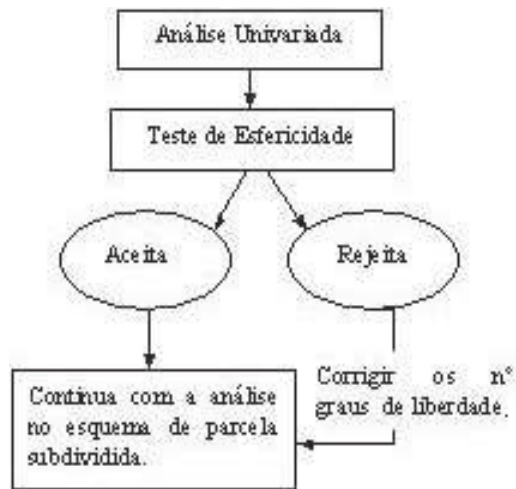 Análise Univariada
Teste de Esfericidade
Aceita
Rejeita
Continua com a análise
no esquema de parcela
subdividida.
Corrigir os nº
graus de liberdade.